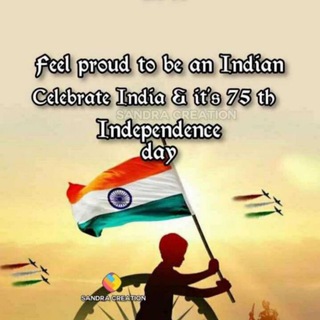 Feel proud to be an Indian
Celebrate India & it's 75 th
SANDRA CREATION
Independence
day
SANDRA CREATION